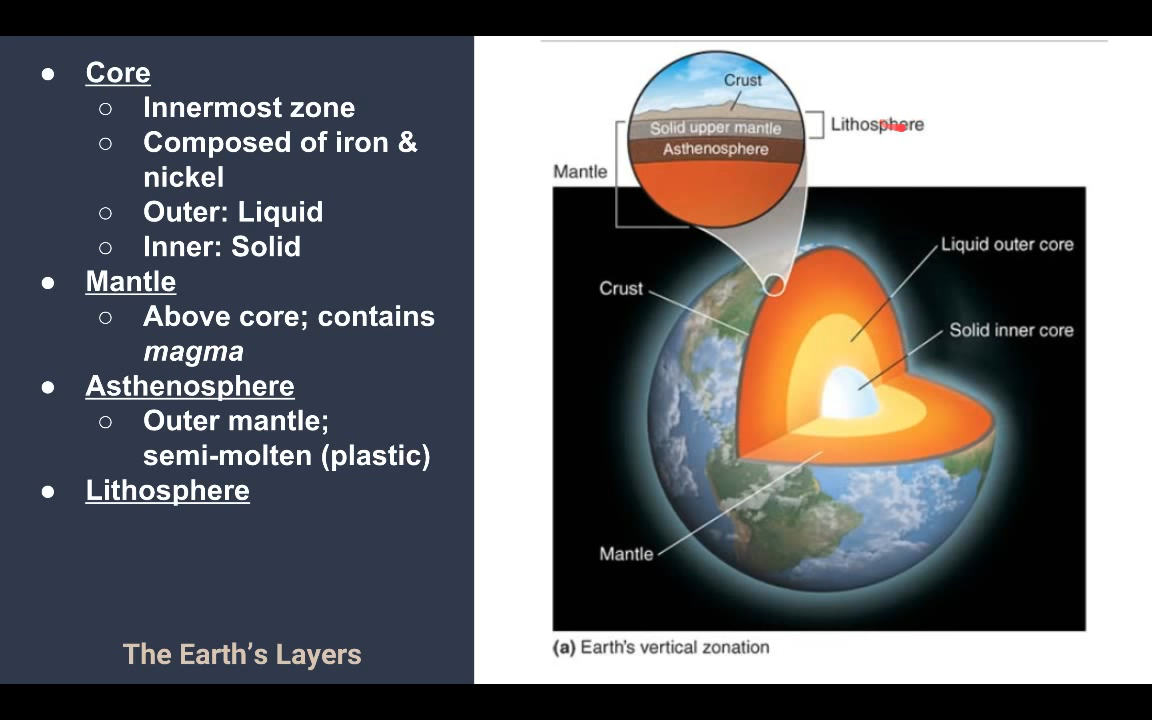 ● Core
○ Innermost zone
○ Composed of iron &
nickel
○ Outer: Liquid
○ Inner: Solid
● Mantle
○ Above core; contains
magma
● Asthenosphere
○ Outer mantle;
semi-molten (plastic)
● Lithosphere
The Earth's Layers
Crust
Solid upper mantle
Lithosphere
Asthenosphere
Mantle
Liquid outer core
Crust
Solid inner core
Mantle
(a) Earth's vertical zonation